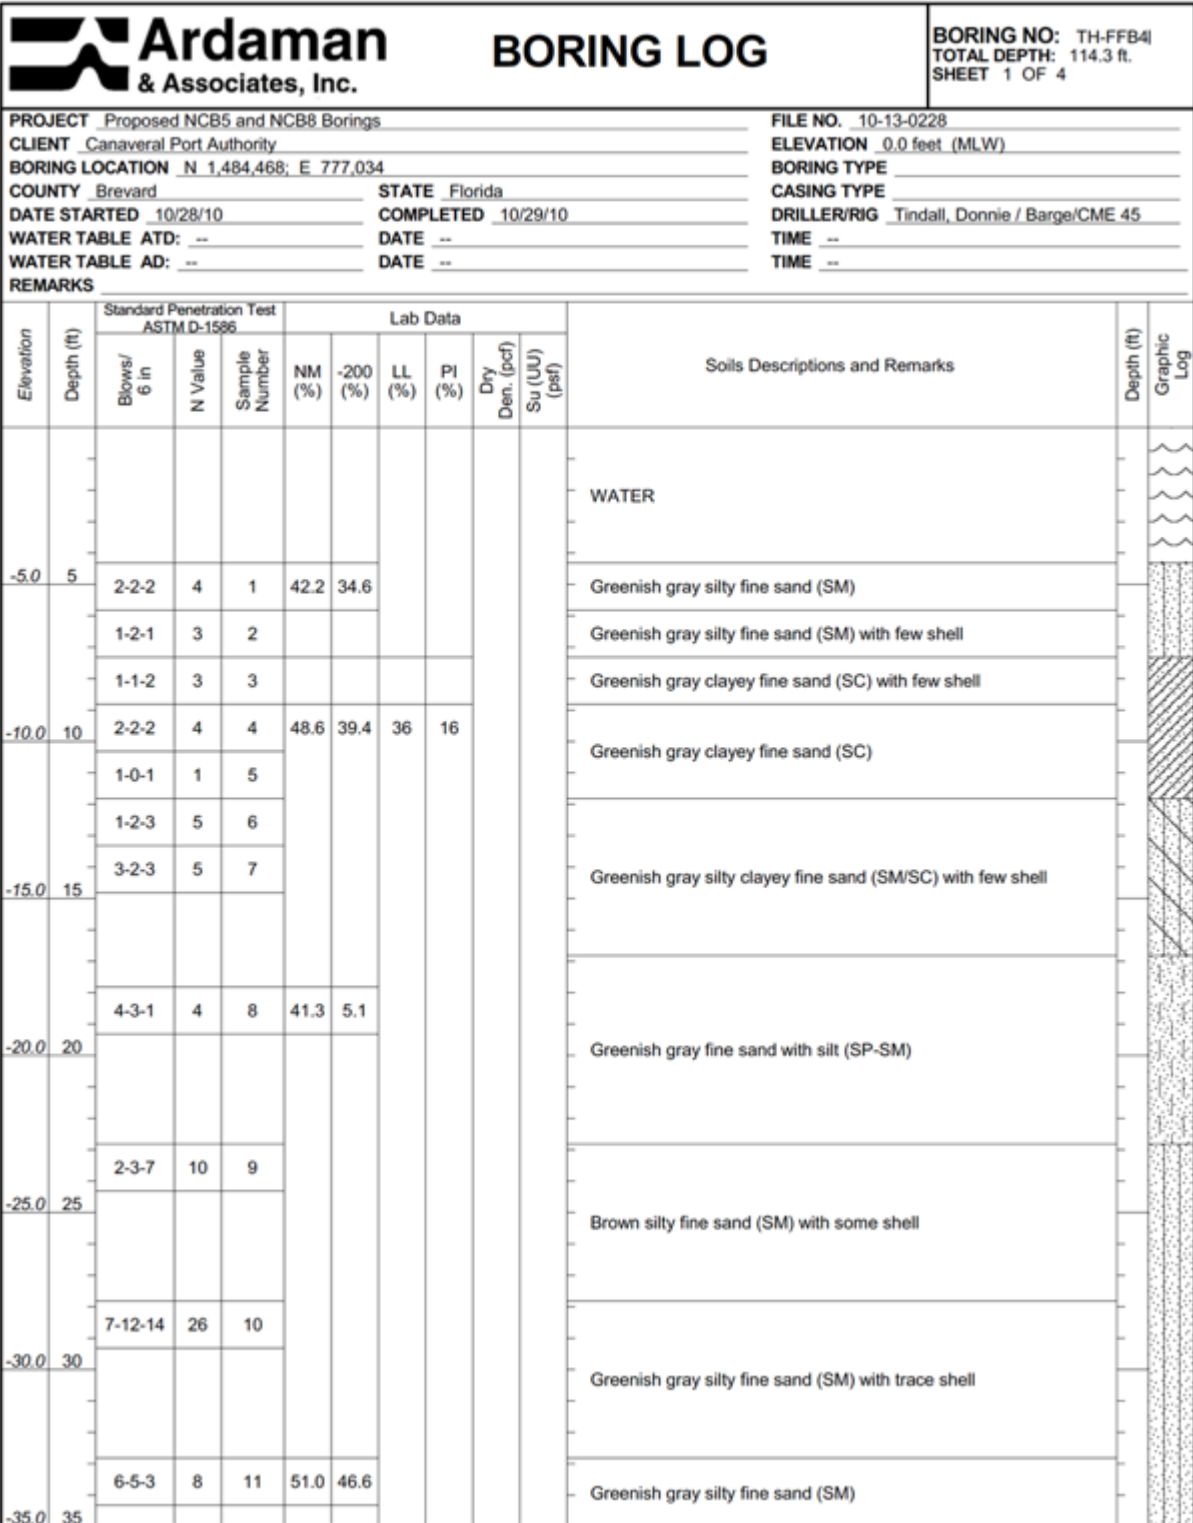 Ardaman
& Associates, Inc.
BORING LOG
BORING NO: TH-FFB4
TOTAL DEPTH: 114.3 ft.
SHEET 1 OF 4
PROJECT Proposed NCB5 and NCB8 Borings FILE NO. 10-13-0228
CLIENT Canaveral Port Authority ELEVATION 0.0 feet (MLW)
BORING LOCATION N 1,484,468; E 777,034 BORING TYPE
COUNTY Brevard STATE Florida CASING TYPE
DATE STARTED 10/28/10 COMPLETED 10/29/10 DRILLER/RIG Tindall, Donnie / Barge/CME 45
WATER TABLE ATD: -- DATE -- TIME --
WATER TABLE AD: -- DATE -- TIME --
REMARKS
Elevation
Depth (ft)
Standard Penetration Test
ASTM D-1586
Blows/
6 in
N Value
Sample
Number
Lab Data
NM
(%)
-200
(%)
LL
(%)
PI
(%)
Dry
Den. (pcf)
Su (UU)
(psf)
Soils Descriptions and Remarks
Depth (ft)
Graphic
Log
WATER
-5.0 5
2-2-2 4 1 42.2 34.6 Greenish gray silty fine sand (SM)
1-2-1 3 2 Greenish gray silty fine sand (SM) with few shell
1-1-2 3 3 Greenish gray clayey fine sand (SC) with few shell
2-2-2 4 4 48.6 39.4 36 16
-10.0 10
Greenish gray clayey fine sand (SC)
1-0-1 1 5
1-2-3 5 6
3-2-3 5 7
Greenish gray silty clayey fine sand (SM/SC) with few shell
-15.0 15
4-3-1 4 8 41.3 5.1
-20.0 20 Greenish gray fine sand with silt (SP-SM)
2-3-7 10 9
-25.0 25
Brown silty fine sand (SM) with some shell
7-12-14 26 10
-30.0 30
Greenish gray silty fine sand (SM) with trace shell
6-5-3 8 11 51.0 46.6
Greenish gray silty fine sand (SM)
-35.0 35